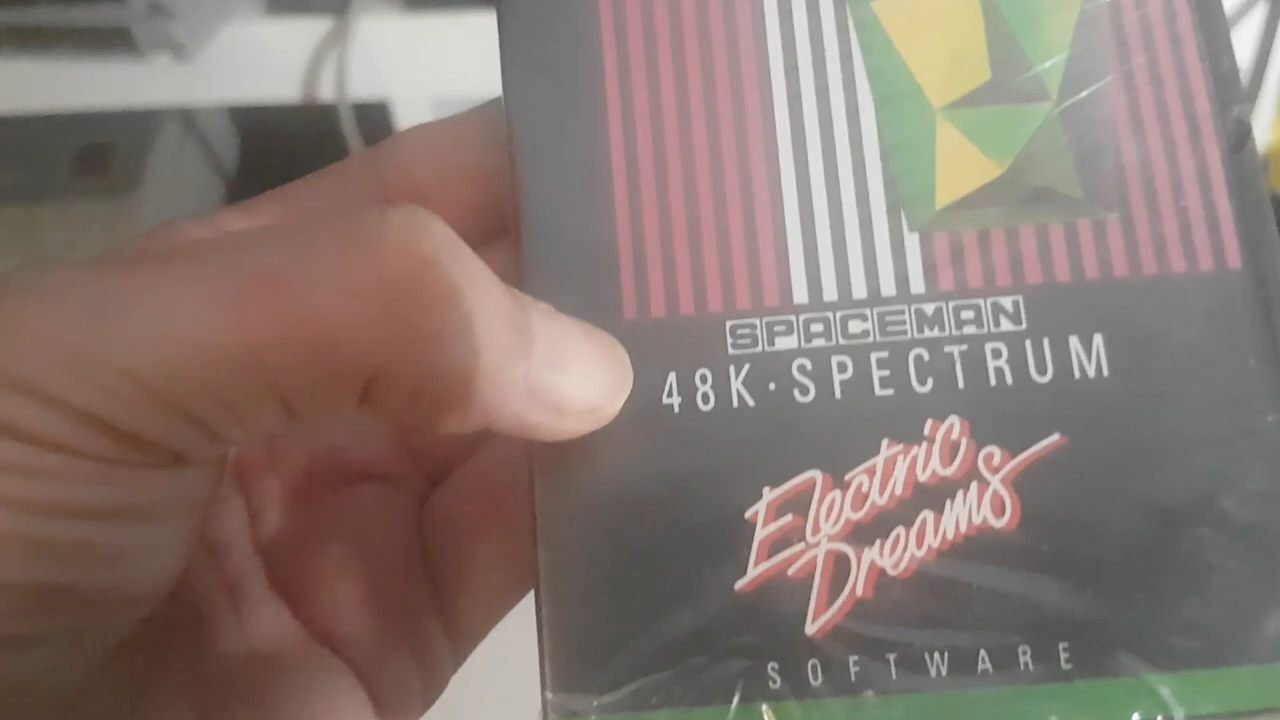 SPACEMAN
48K·SPECTRUM
Electric
Dreams
SOFTWARE